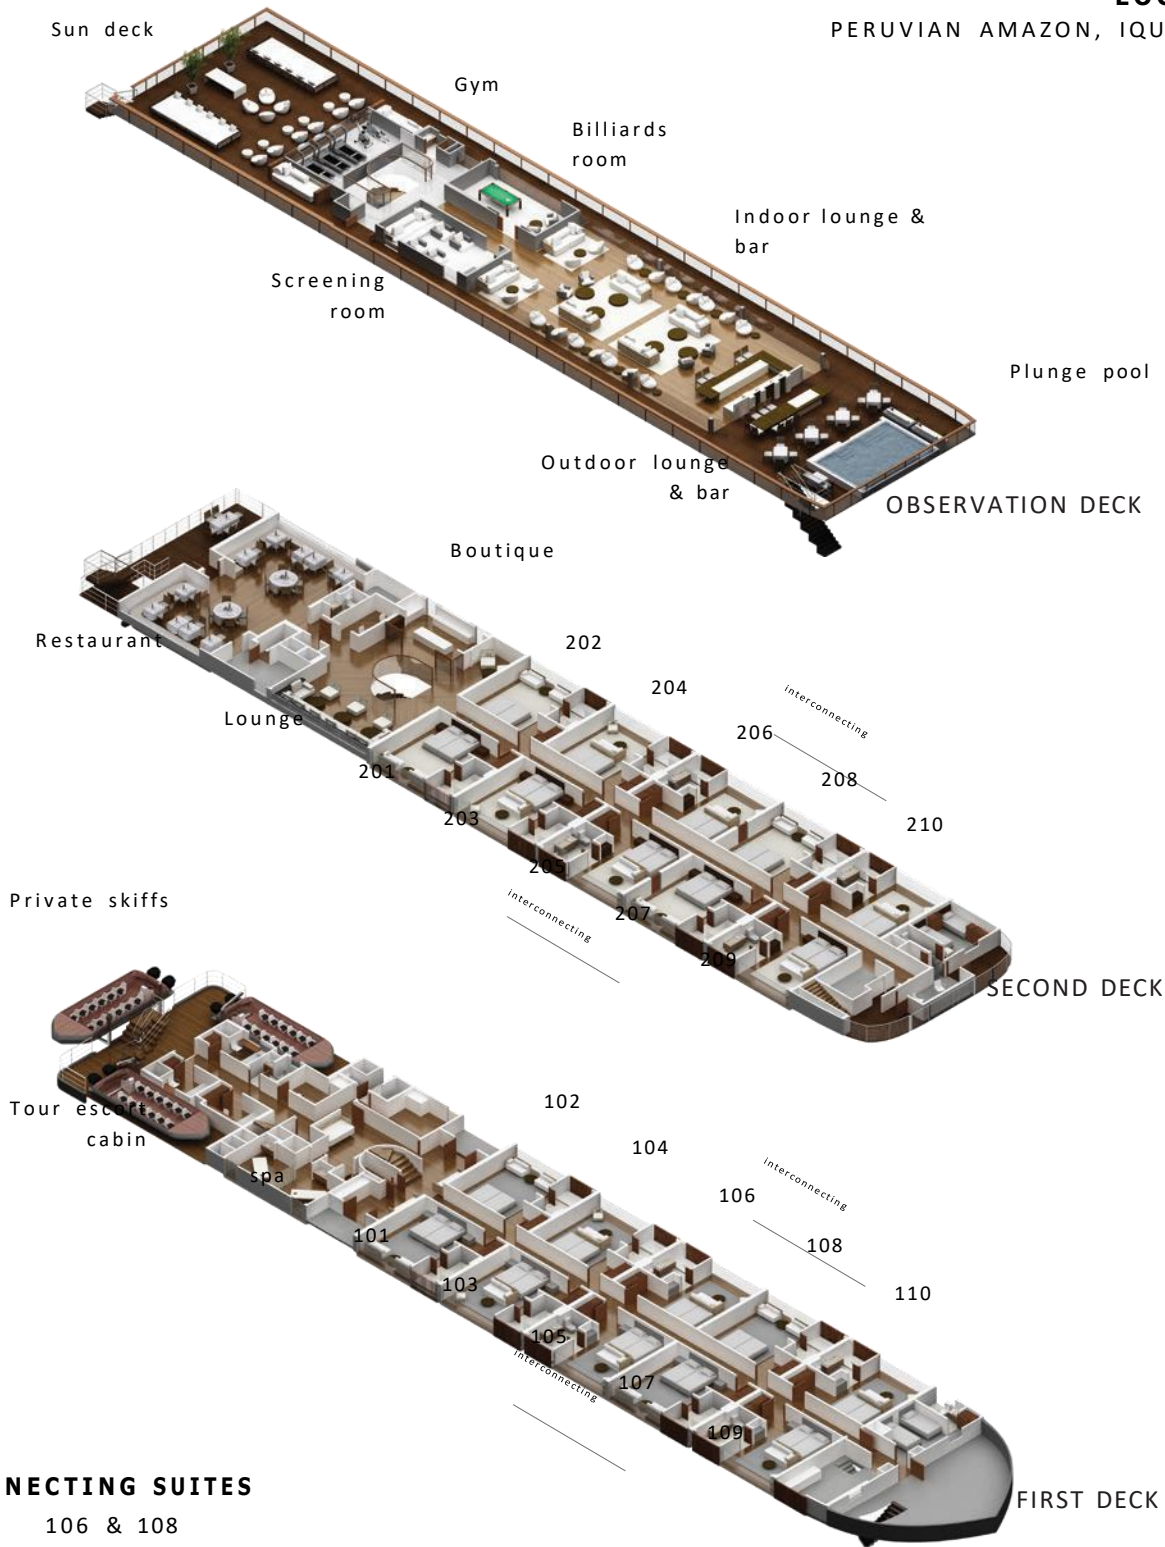 Sun deck
PERUVIAN AMAZON, IQU
Gym
Billiards
room
Indoor lounge &
bar
Screening
room
Plunge pool
Outdoor lounge
& bar
OBSERVATION DECK
Boutique
Restaurant
202
204
interconnecting
Lounge
206
201
208
203
210
205
Private skiffs
interconnecting
207
209
SECOND DECK
102
Tour escort
cabin
104
interconnecting
spa
106
101
108
103
110
105
interconnecting
107
109
NECTING SUITES
FIRST DECK
106 & 108